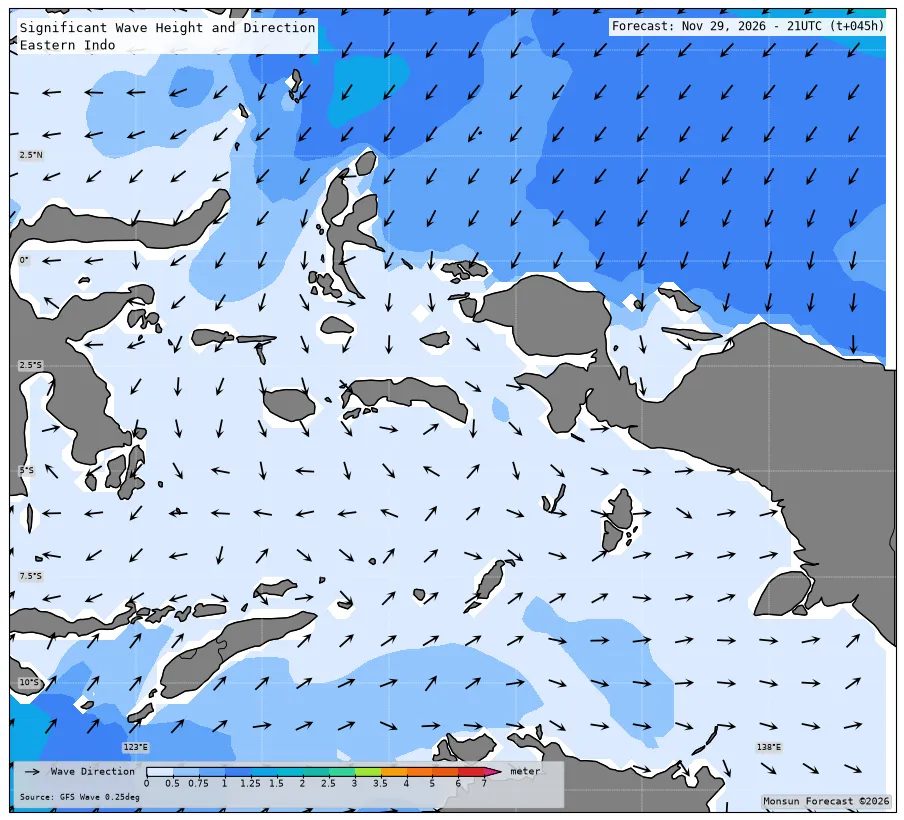 Significant Wave Height and Direction
Eastern Indo
Forecast: Nov 29, 2026 - 21UTC (t+045h)
2.5°N
0°
2.5°S
5°S
7.5°S
10°S
123°E
138°E
Wave Direction
meter
0 0.5 0.75 1 1.25 1.5 2 2.5 3 3.5 4 5 6 7
Source: GFS Wave 0.25deg
Monsun Forecast ©2026